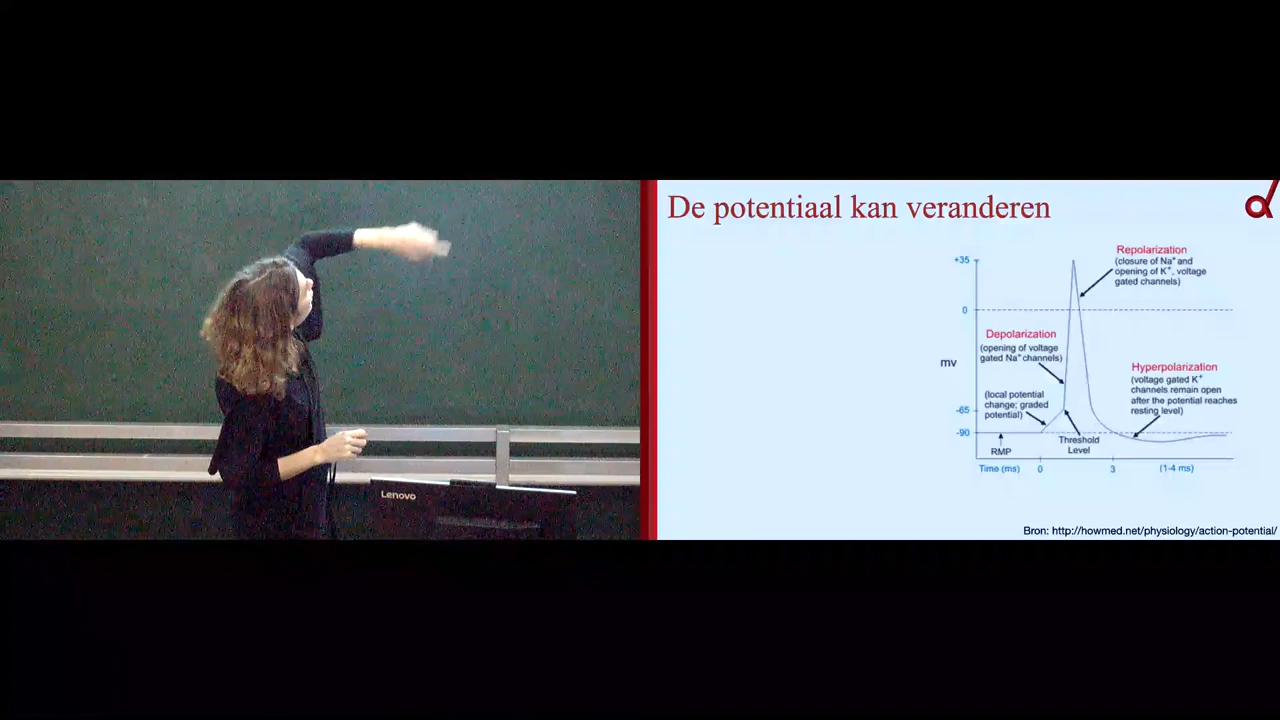 Lenovo
De potentiaal kan veranderen
+35
0
mv
-65
-90
Repolarization
(closure of Na⁺ and
opening of K⁺, voltage
gated channels)
Depolarization
(opening of voltage
gated Na⁺ channels)
(local potential
change; graded
potential)
Hyperpolarization
(voltage gated K⁺
channels remain open
after the potential reaches
resting level)
Threshold
Level
RMP
Time (ms) 0 3 (1-4 ms)
Bron: http://howmed.net/physiology/action-potential/